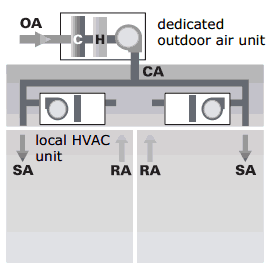 OA
dedicated
outdoor air unit
C H
CA
local HVAC
unit
SA RA RA SA